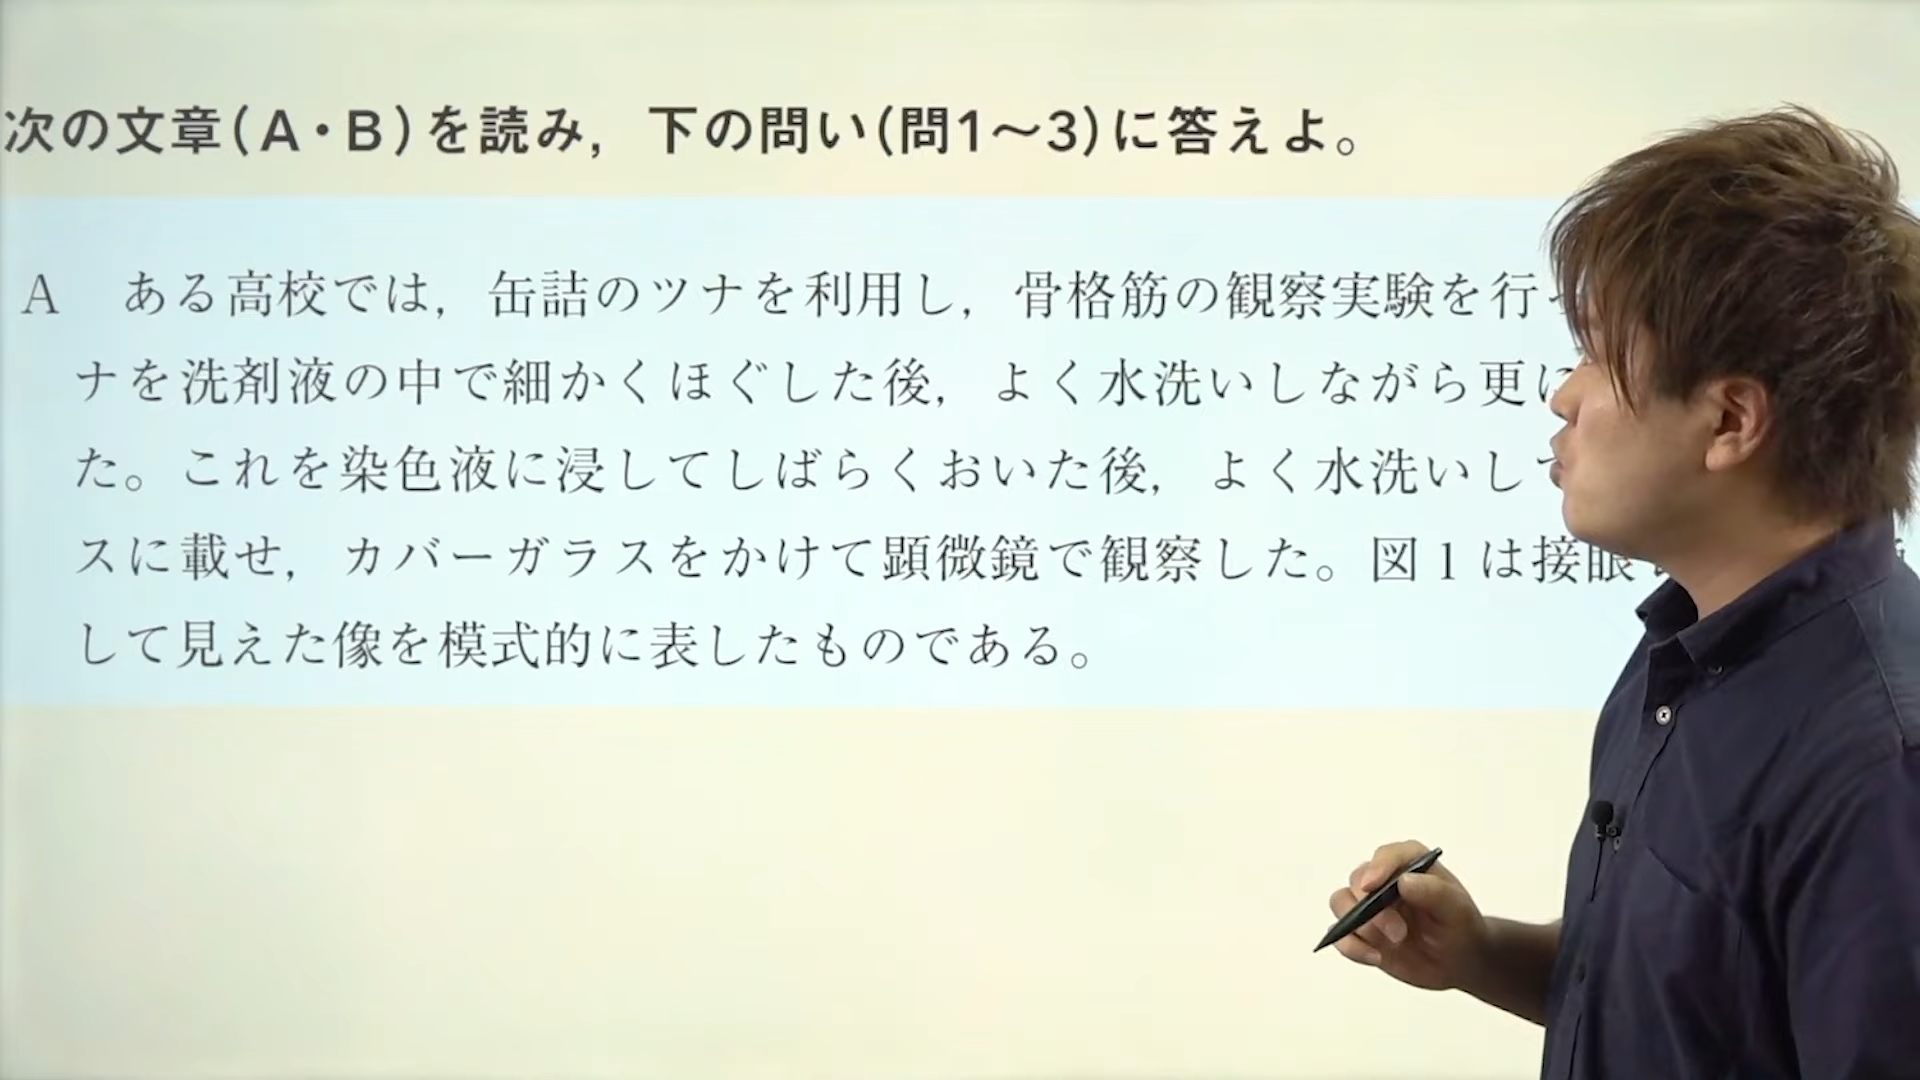 次の文章(A・B)を読み，下の問い(問1～3)に答えよ。
A　ある高校では，缶詰のツナを利用し，骨格筋の観察実験を行
ナを洗剤液の中で細かくほぐした後，よく水洗いしながら更に
た。これを染色液に浸してしばらくおいた後，よく水洗いし
スに載せ，カバーガラスをかけて顕微鏡で観察した。図1は接眼
して見えた像を模式的に表したものである。